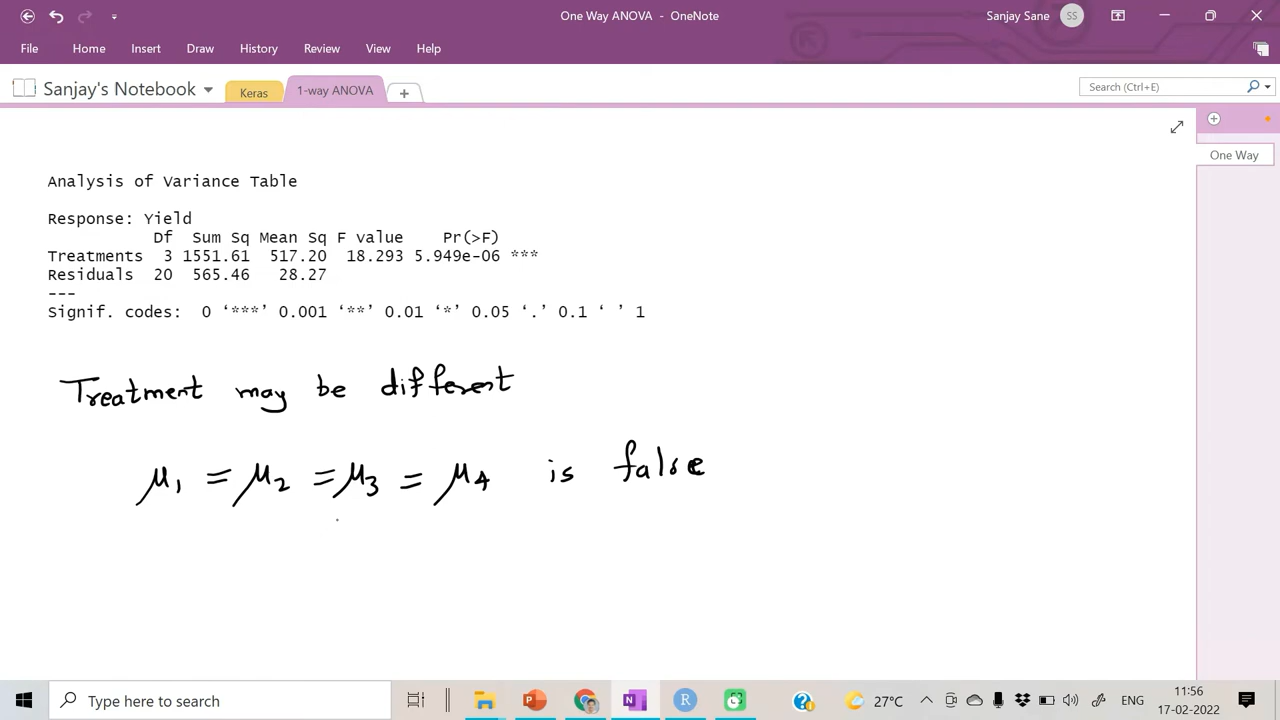 One Way ANOVA - OneNote
Sanjay Sane SS
File Home Insert Draw History Review View Help
Sanjay's Notebook Keras 1-way ANOVA +
Search (Ctrl+E)
One Way
Analysis of Variance Table
Response: Yield
Df Sum Sq Mean Sq F value Pr(>F)
Treatments 3 1551.61 517.20 18.293 5.949e-06 ***
Residuals 20 565.46 28.27
---
Signif. codes: 0 ‘***’ 0.001 ‘**’ 0.01 ‘*’ 0.05 ‘.’ 0.1 ‘ ’ 1
Treatment may be different
μ1 = μ2 = μ3 = μ4 is false
Type here to search
27°C ENG 11:56
17-02-2022